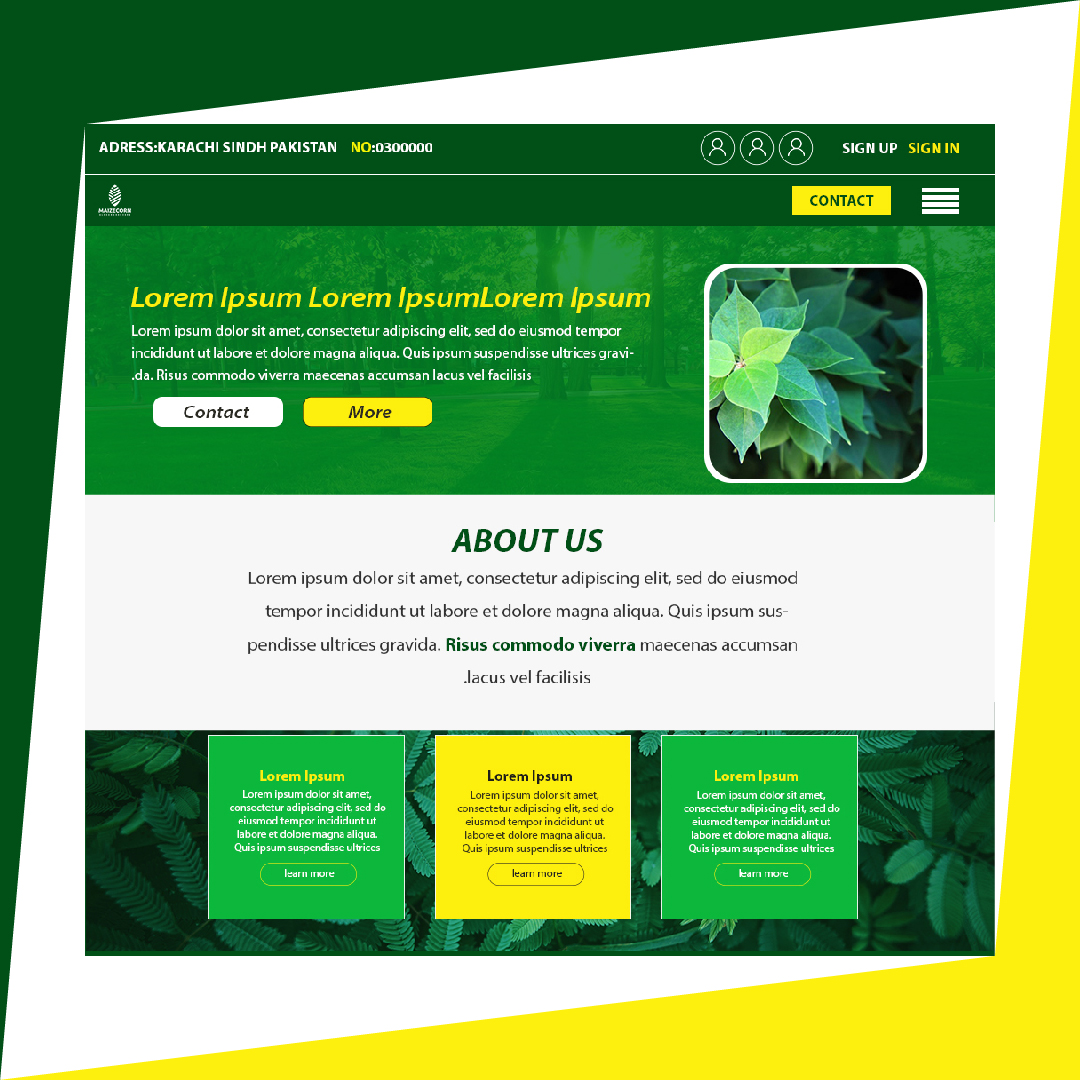 ADRESS:KARACHI SINDH PAKISTAN NO:0300000
SIGN UP SIGN IN
MAIZECORN
CONTACT
Lorem Ipsum Lorem IpsumLorem Ipsum
Lorem ipsum dolor sit amet, consectetur adipiscing elit, sed do eiusmod tempor
incididunt ut labore et dolore magna aliqua. Quis ipsum suspendisse ultrices gravi-
.da. Risus commodo viverra maecenas accumsan lacus vel facilisis
Contact More
ABOUT US
Lorem ipsum dolor sit amet, consectetur adipiscing elit, sed do eiusmod
tempor incididunt ut labore et dolore magna aliqua. Quis ipsum sus-
pendisse ultrices gravida. Risus commodo viverra maecenas accumsan
.lacus vel facilisis
Lorem Ipsum
Lorem ipsum dolor sit amet,
consectetur adipiscing elit, sed do
eiusmod tempor incididunt ut
labore et dolore magna aliqua.
Quis ipsum suspendisse ultrices
learn more
Lorem Ipsum
Lorem ipsum dolor sit amet,
consectetur adipiscing elit, sed do
eiusmod tempor incididunt ut
labore et dolore magna aliqua.
Quis ipsum suspendisse ultrices
learn more
Lorem Ipsum
Lorem ipsum dolor sit amet,
consectetur adipiscing elit, sed do
eiusmod tempor incididunt ut
labore et dolore magna aliqua.
Quis ipsum suspendisse ultrices
learn more